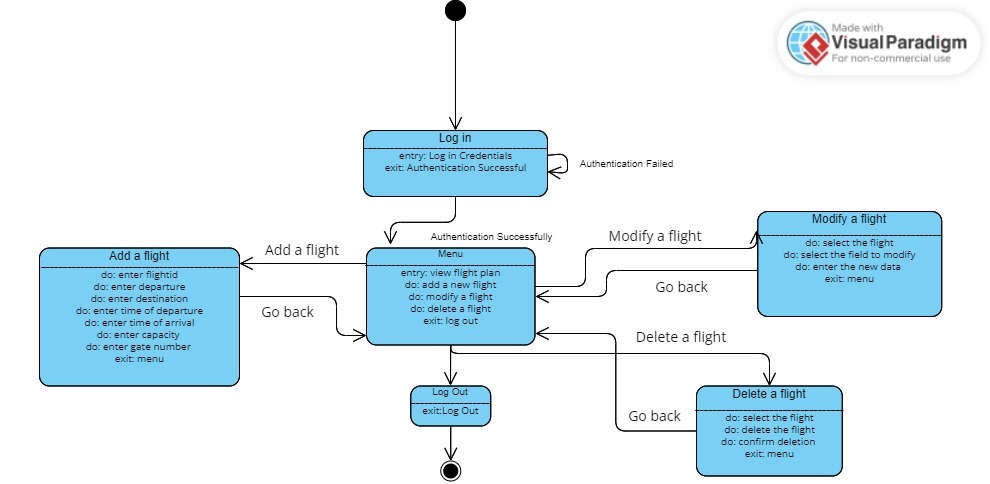 Made with
VisualParadigm
For non-commercial use
Log in
entry: Log in Credentials
exit: Authentication Successful
Authentication Failed
Authentication Successfully
Modify a flight
do: select the flight
do: select the field to modify
do: enter the new data
exit: menu
Modify a flight
Go back
Add a flight
do: enter flightid
do: enter departure
do: enter destination
do: enter time of departure
do: enter time of arrival
do: enter capacity
do: enter gate number
exit: menu
Add a flight
Go back
Menu
entry: view flight plan
do: add a new flight
do: modify a flight
do: delete a flight
exit: log out
Delete a flight
Go back
Log Out
exit:Log Out
Delete a flight
do: select the flight
do: delete the flight
do: confirm deletion
exit: menu